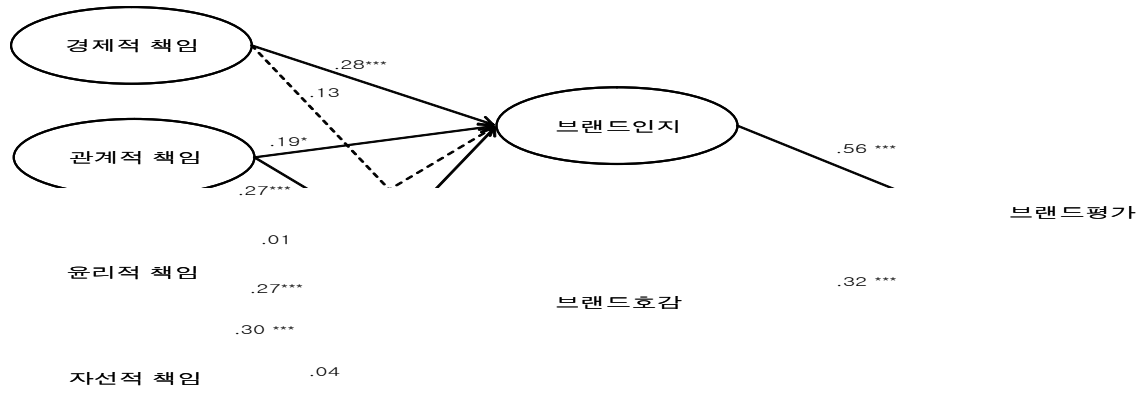 경제적 책임
.28***
.13
브랜드인지
.19*
관계적 책임
.56 ***
.27***
브랜드평가
.01
윤리적 책임
.27***
.32 ***
브랜드호감
.30 ***
.04
자선적 책임